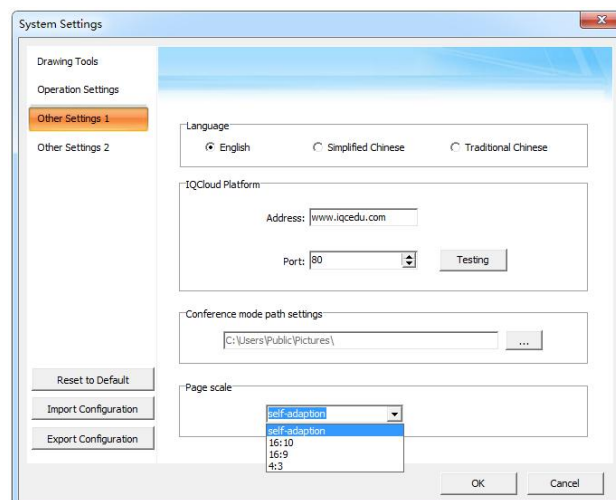 System Settings
Drawing Tools
Operation Settings
Other Settings 1
Other Settings 2
Language
English Simplified Chinese Traditional Chinese
IQCloud Platform
Address: www.iqcedu.com
Port: 80 Testing
Conference mode path settings
C:\Users\Public\Pictures\ ...
Reset to Default
Import Configuration
Export Configuration
Page scale
self-adaption
self-adaption
16:10
16:9
4:3
OK Cancel